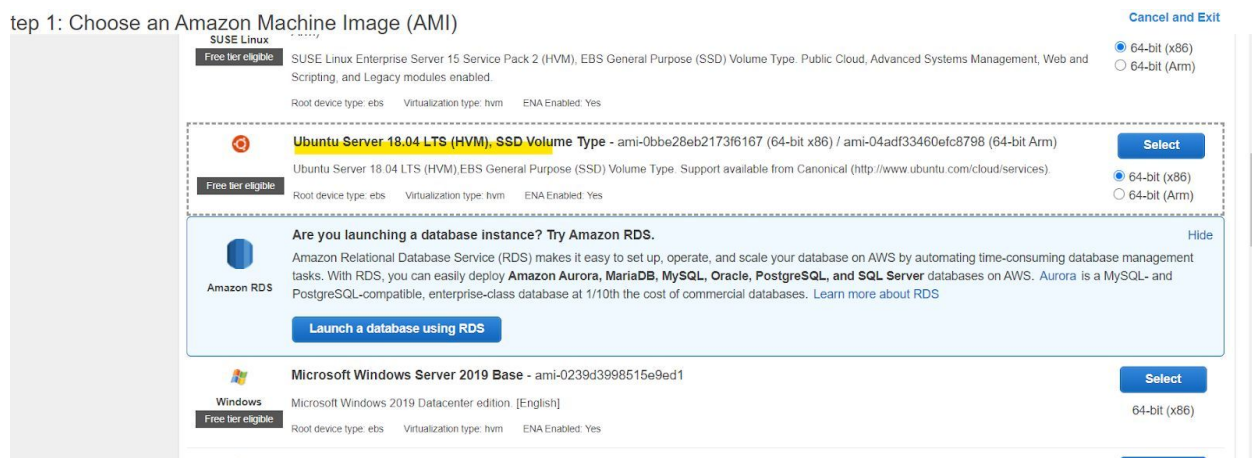 tep 1: Choose an Amazon Machine Image (AMI)
Cancel and Exit
SUSE Linux
Free tier eligible
SUSE Linux Enterprise Server 15 Service Pack 2 (HVM), EBS General Purpose (SSD) Volume Type. Public Cloud, Advanced Systems Management, Web and
Scripting, and Legacy modules enabled.
Root device type: ebs Virtualization type: hvm ENA Enabled: Yes
64-bit (x86)
64-bit (Arm)
Ubuntu Server 18.04 LTS (HVM), SSD Volume Type - ami-0bbe28eb2173f6167 (64-bit x86) / ami-04adf33460efc8798 (64-bit Arm)
Free tier eligible
Ubuntu Server 18.04 LTS (HVM),EBS General Purpose (SSD) Volume Type. Support available from Canonical (http://www.ubuntu.com/cloud/services).
Root device type: ebs Virtualization type: hvm ENA Enabled: Yes
Select
64-bit (x86)
64-bit (Arm)
Amazon RDS
Are you launching a database instance? Try Amazon RDS.
Hide
Amazon Relational Database Service (RDS) makes it easy to set up, operate, and scale your database on AWS by automating time-consuming database management
tasks. With RDS, you can easily deploy Amazon Aurora, MariaDB, MySQL, Oracle, PostgreSQL, and SQL Server databases on AWS. Aurora is a MySQL- and
PostgreSQL-compatible, enterprise-class database at 1/10th the cost of commercial databases. Learn more about RDS
Launch a database using RDS
Windows
Free tier eligible
Microsoft Windows Server 2019 Base - ami-0239d3998515e9ed1
Microsoft Windows 2019 Datacenter edition. [English]
Root device type: ebs Virtualization type: hvm ENA Enabled: Yes
Select
64-bit (x86)